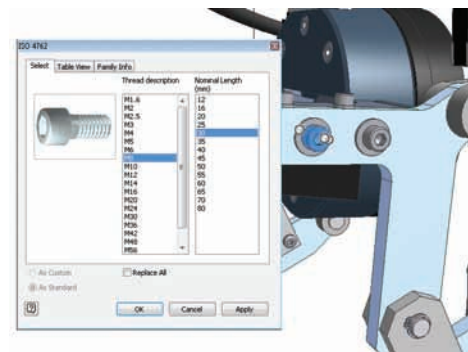 ISO 4762
Select
Table View
Family Info
Thread description
M1.6
M2
M2.5
M3
M4
M5
M6
M8
M10
M12
M14
M16
M20
M24
M30
M36
M42
M48
M56
Nominal Length
(mm)
12
16
20
25
30
35
40
45
50
55
60
65
70
80
As Custom
As Standard
Replace All
?
OK
Cancel
Apply